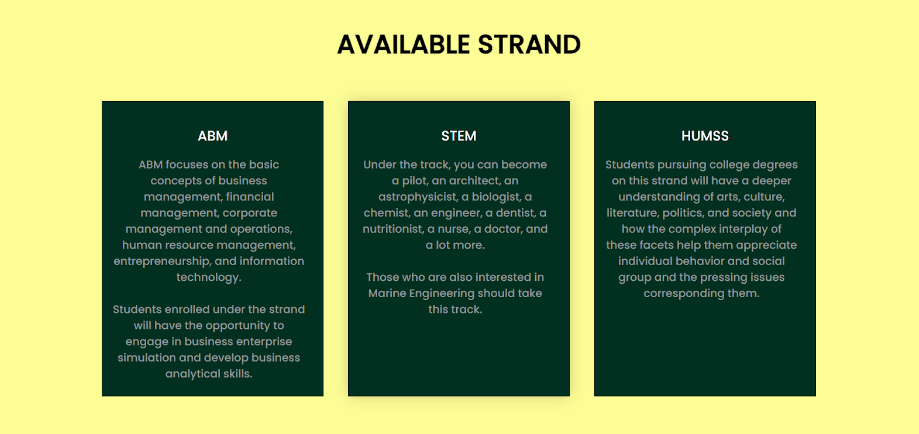 AVAILABLE STRAND
ABM
ABM focuses on the basic
concepts of business
management, financial
management, corporate
management and operations,
human resource management,
entrepreneurship, and information
technology.
Students enrolled under the strand
will have the opportunity to
engage in business enterprise
simulation and develop business
analytical skills.
STEM
Under the track, you can become
a pilot, an architect, an
astrophysicist, a biologist, a
chemist, an engineer, a dentist, a
nutritionist, a nurse, a doctor, and
a lot more.
Those who are also interested in
Marine Engineering should take
this track.
HUMSS
Students pursuing college degrees
on this strand will have a deeper
understanding of arts, culture,
literature, politics, and society and
how the complex interplay of
these facets help them appreciate
individual behavior and social
group and the pressing issues
corresponding them.